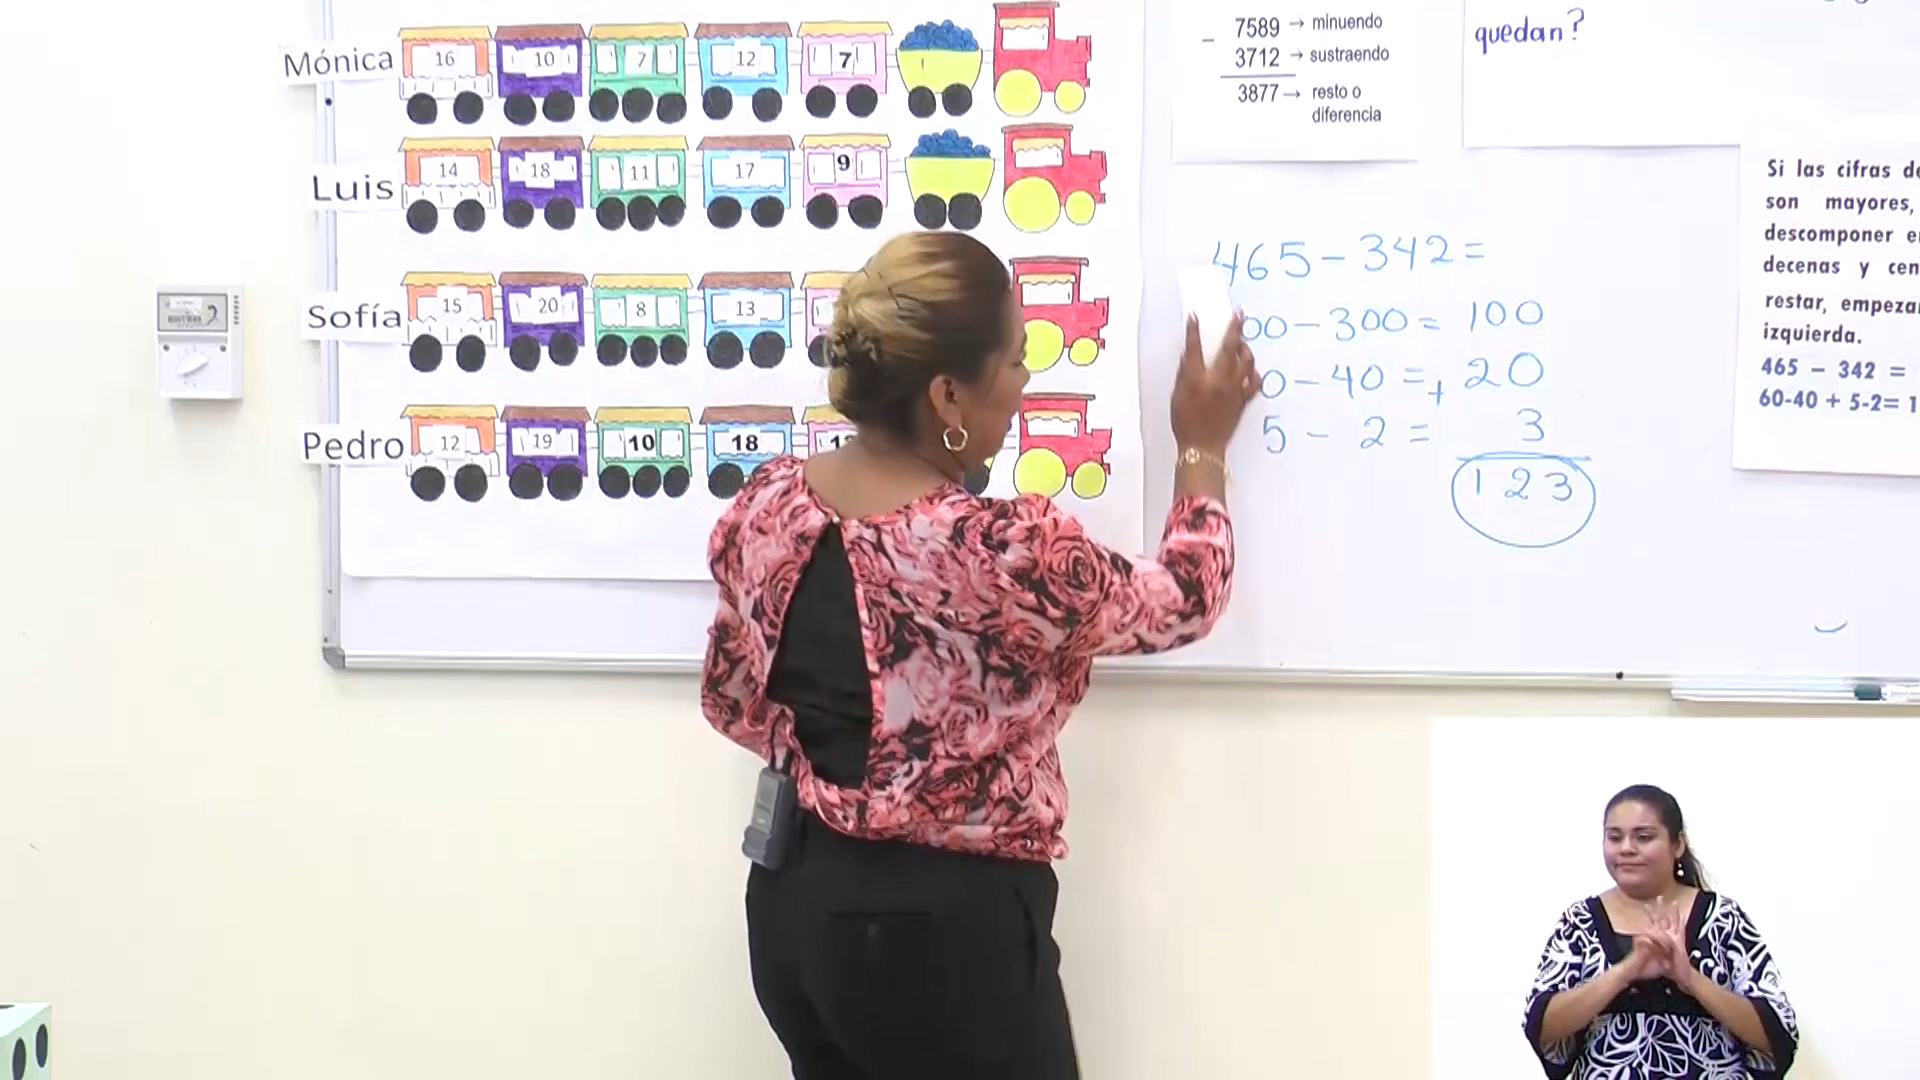 Mónica 16 10 7 12 7
Luis 14 18 11 17 9
Sofía 15 20 8 13
Pedro 12 19 10 18
7589 → minuendo
- 3712 → sustraendo
3877 → resto o
diferencia
quedan?
465 - 342 =
00 - 300 = 100
0 - 40 = + 20
5 - 2 = 3
123
Si las cifras
son mayores,
descomponer
decenas y
restar,
izquierda.
465 - 342 =
60-40 + 5-2= 1